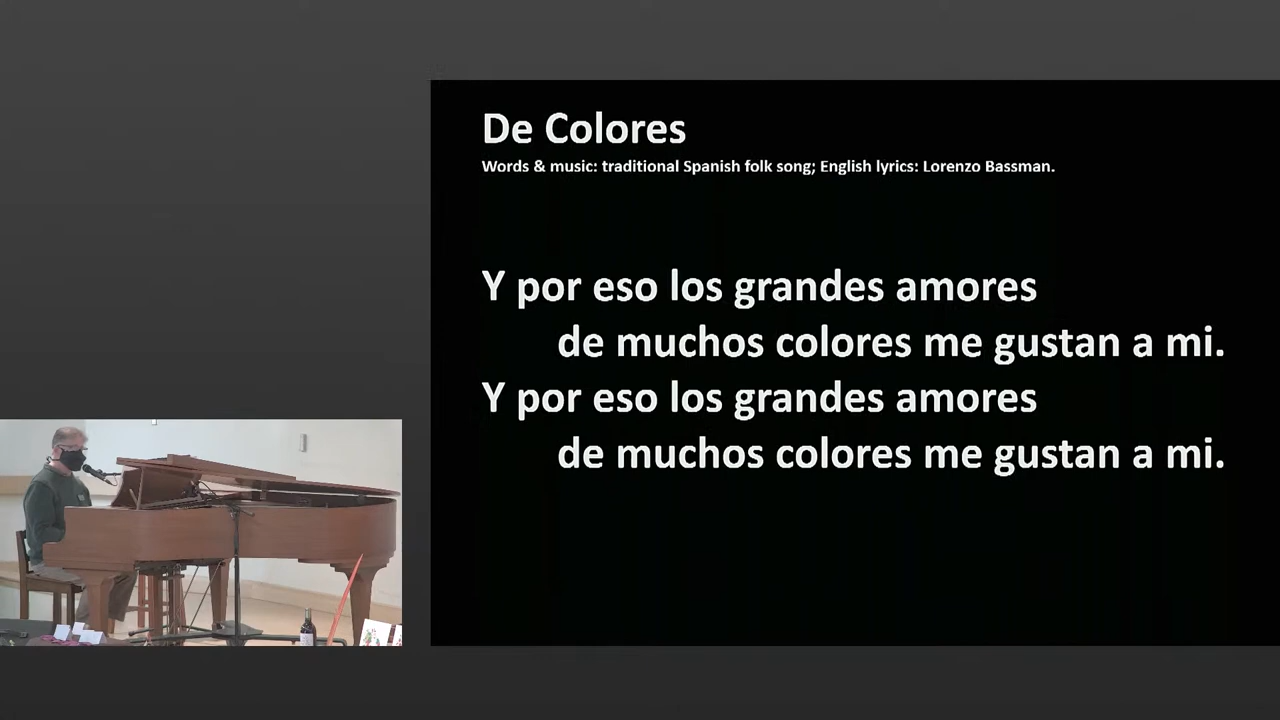 De Colores
Words & music: traditional Spanish folk song; English lyrics: Lorenzo Bassman.
Y por eso los grandes amores
de muchos colores me gustan a mi.
Y por eso los grandes amores
de muchos colores me gustan a mi.